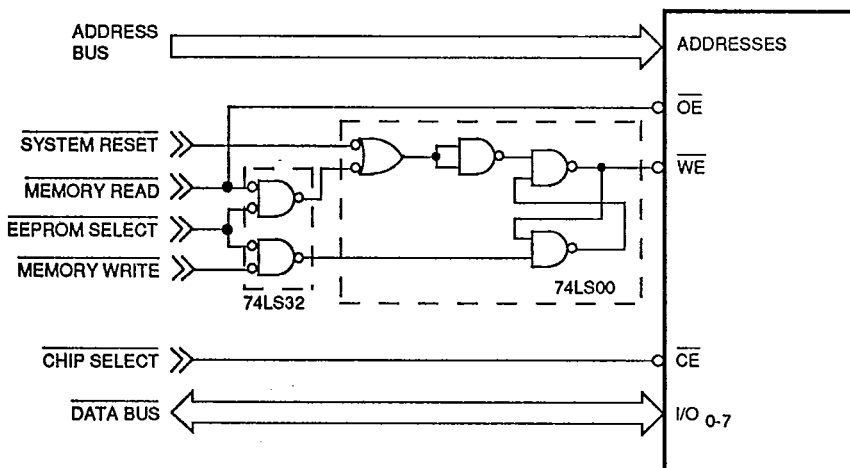 ADDRESS
BUS
ADDRESSES
OE
SYSTEM RESET
WE
MEMORY READ
EEPROM SELECT
MEMORY WRITE
74LS32
74LS00
CHIP SELECT
CE
DATA BUS
I/O 0-7